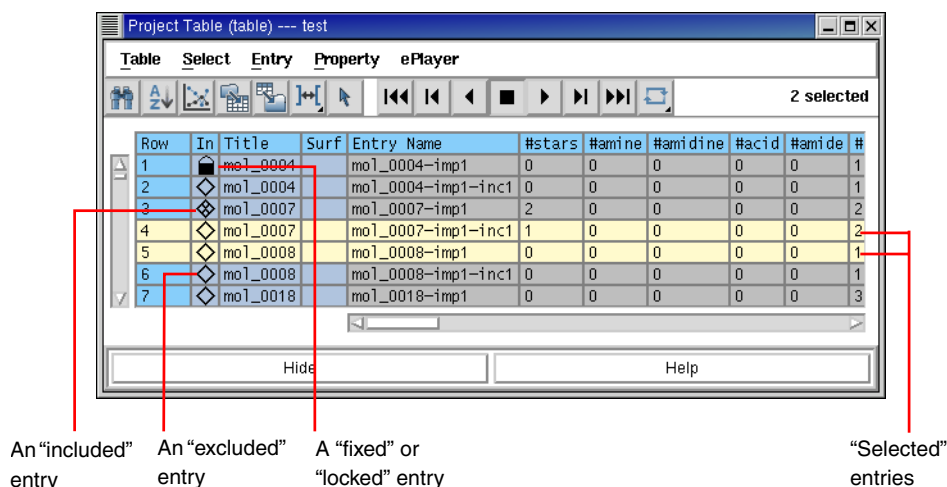 Project Table (table) --- test
Table Select Entry Property ePlayer
2 selected
Row In Title Surf Entry Name #stars #amine #amidine #acid #amide #
1 mol_0004 mol_0004-imp1 0 0 0 0 0 1
2 mol_0004 mol_0004-imp1-inc1 0 0 0 0 0 1
3 mol_0007 mol_0007-imp1 2 0 0 0 0 2
4 mol_0007 mol_0007-imp1-inc1 1 0 0 0 0 2
5 mol_0008 mol_0008-imp1 0 0 0 0 0 1
6 mol_0008 mol_0008-imp1-inc1 0 0 0 0 0 1
7 mol_0018 mol_0018-imp1 0 0 0 0 0 3
Hide Help
An “included” entry
An “excluded” entry
A “fixed” or “locked” entry
“Selected” entries